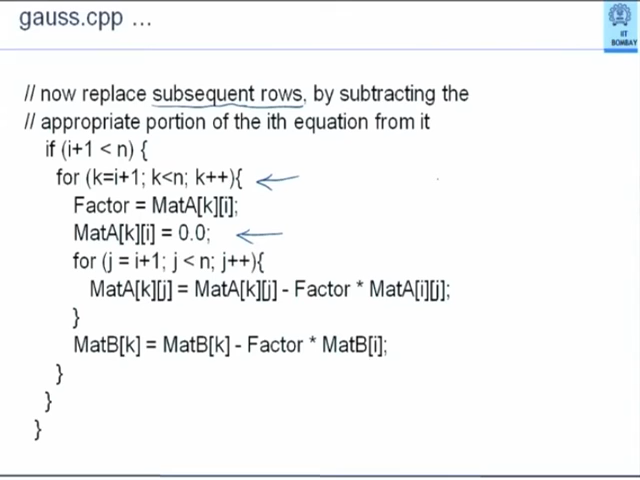 gauss.cpp ...
IIT
BOMBAY
// now replace subsequent rows, by subtracting the
// appropriate portion of the ith equation from it
if (i+1 < n) {
for (k=i+1; k<n; k++){
Factor = MatA[k][i];
MatA[k][i] = 0.0;
for (j = i+1; j < n; j++){
MatA[k][j] = MatA[k][j] - Factor * MatA[i][j];
}
MatB[k] = MatB[k] - Factor * MatB[i];
}
}
}